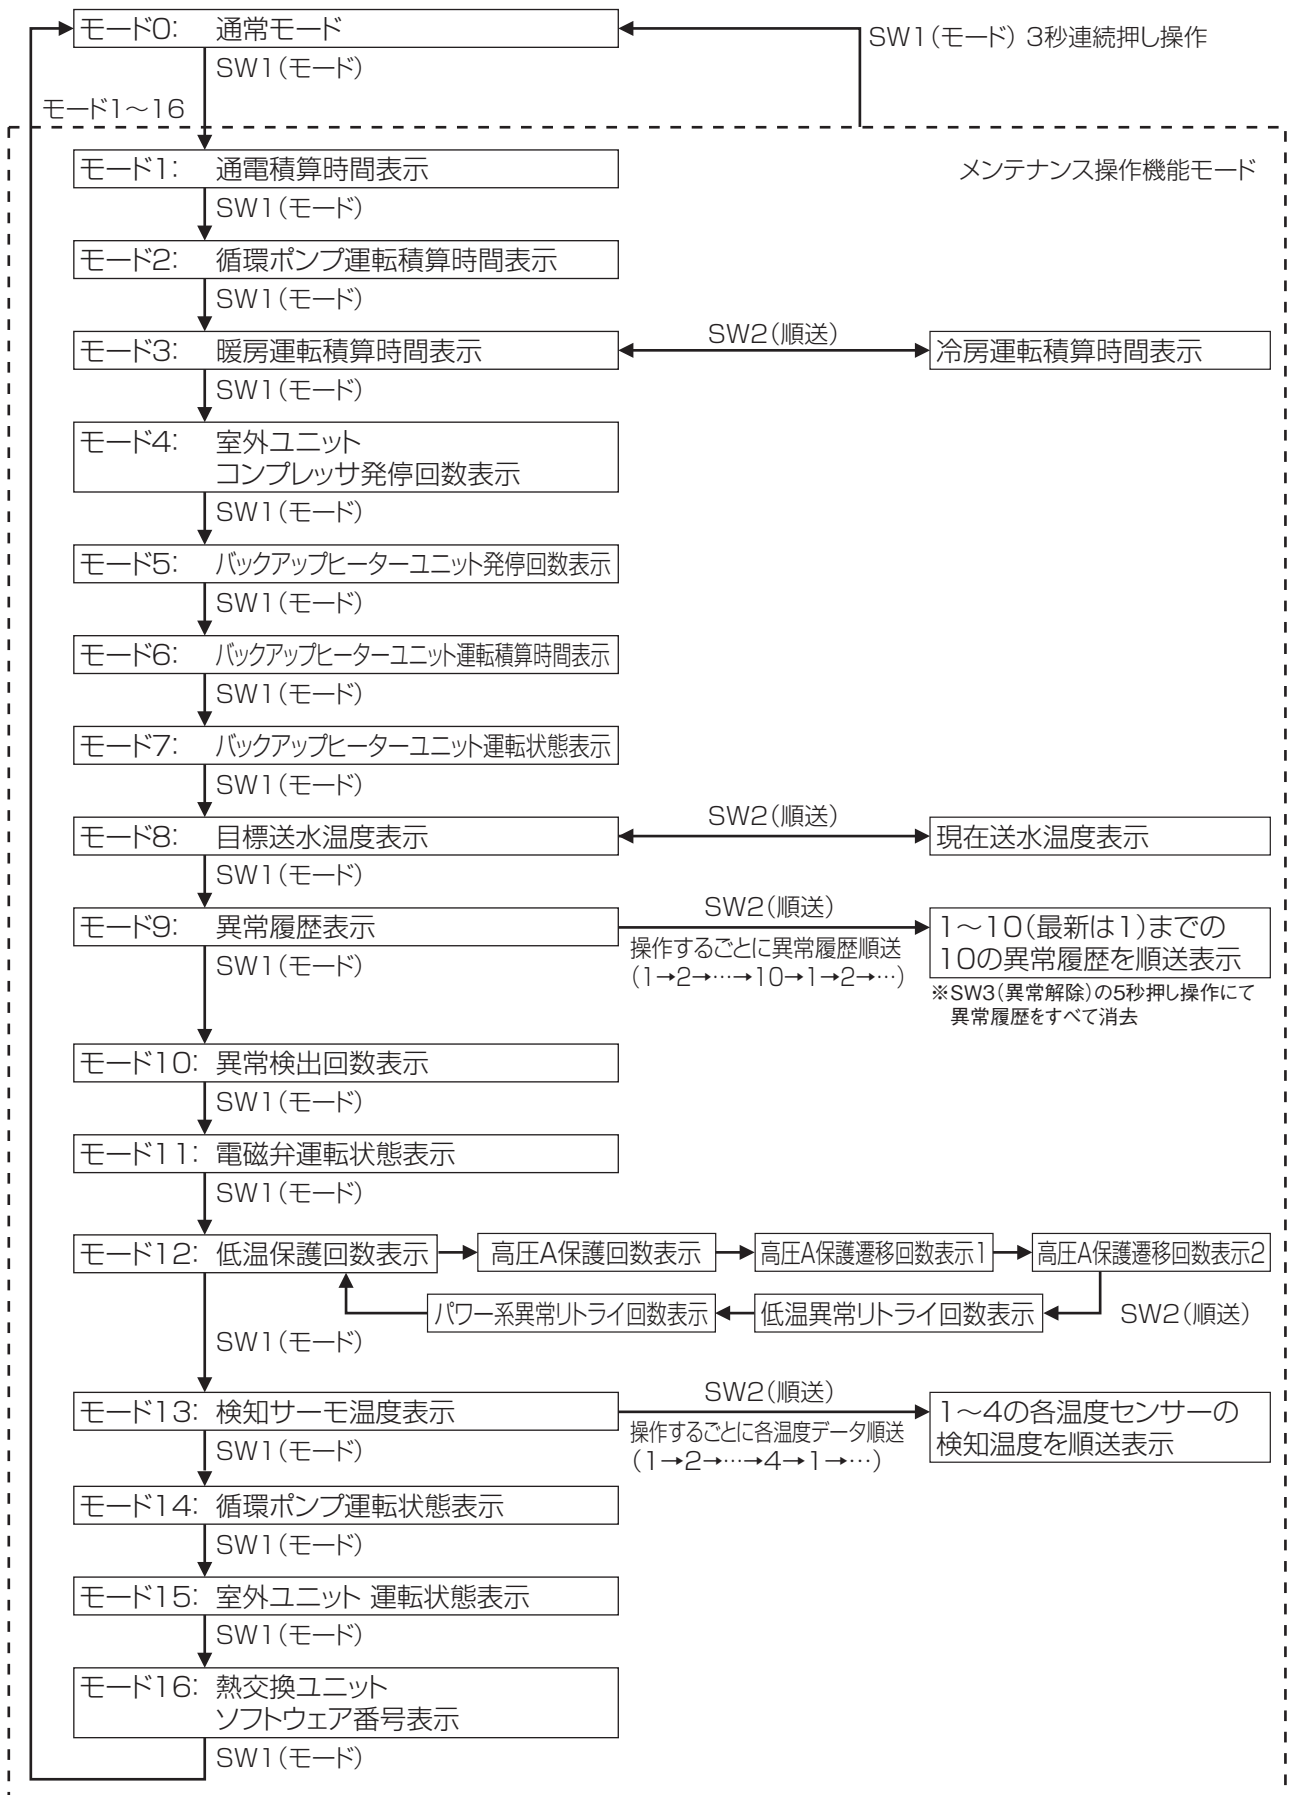 モード0: 通常モード
SW1（モード）3秒連続押し操作
SW1（モード）
モード1〜16
メンテナンス操作機能モード
モード1: 通電積算時間表示
SW1（モード）
モード2: 循環ポンプ運転積算時間表示
SW1（モード）
モード3: 暖房運転積算時間表示
SW2（順送）
冷房運転積算時間表示
SW1（モード）
モード4: 室外ユニット
コンプレッサ発停回数表示
SW1（モード）
モード5: バックアップヒーターユニット発停回数表示
SW1（モード）
モード6: バックアップヒーターユニット運転積算時間表示
SW1（モード）
モード7: バックアップヒーターユニット運転状態表示
SW1（モード）
モード8: 目標送水温度表示
SW2（順送）
現在送水温度表示
SW1（モード）
モード9: 異常履歴表示
SW2（順送）
操作するごとに異常履歴順送
（1→2→…→10→1→2→…）
1〜10（最新は1）までの
10の異常履歴を順送表示
※SW3（異常解除）の5秒押し操作にて
異常履歴をすべて消去
SW1（モード）
モード10: 異常検出回数表示
SW1（モード）
モード11: 電磁弁運転状態表示
SW1（モード）
モード12: 低温保護回数表示
高圧A保護回数表示
高圧A保護遷移回数表示1
高圧A保護遷移回数表示2
パワー系異常リトライ回数表示
低温異常リトライ回数表示
SW2（順送）
SW1（モード）
モード13: 検知サーモ温度表示
SW2（順送）
操作するごとに各温度データ順送
（1→2→…→4→1→…）
1〜4の各温度センサーの
検知温度を順送表示
SW1（モード）
モード14: 循環ポンプ運転状態表示
SW1（モード）
モード15: 室外ユニット 運転状態表示
SW1（モード）
モード16: 熱交換ユニット
ソフトウェア番号表示
SW1（モード）